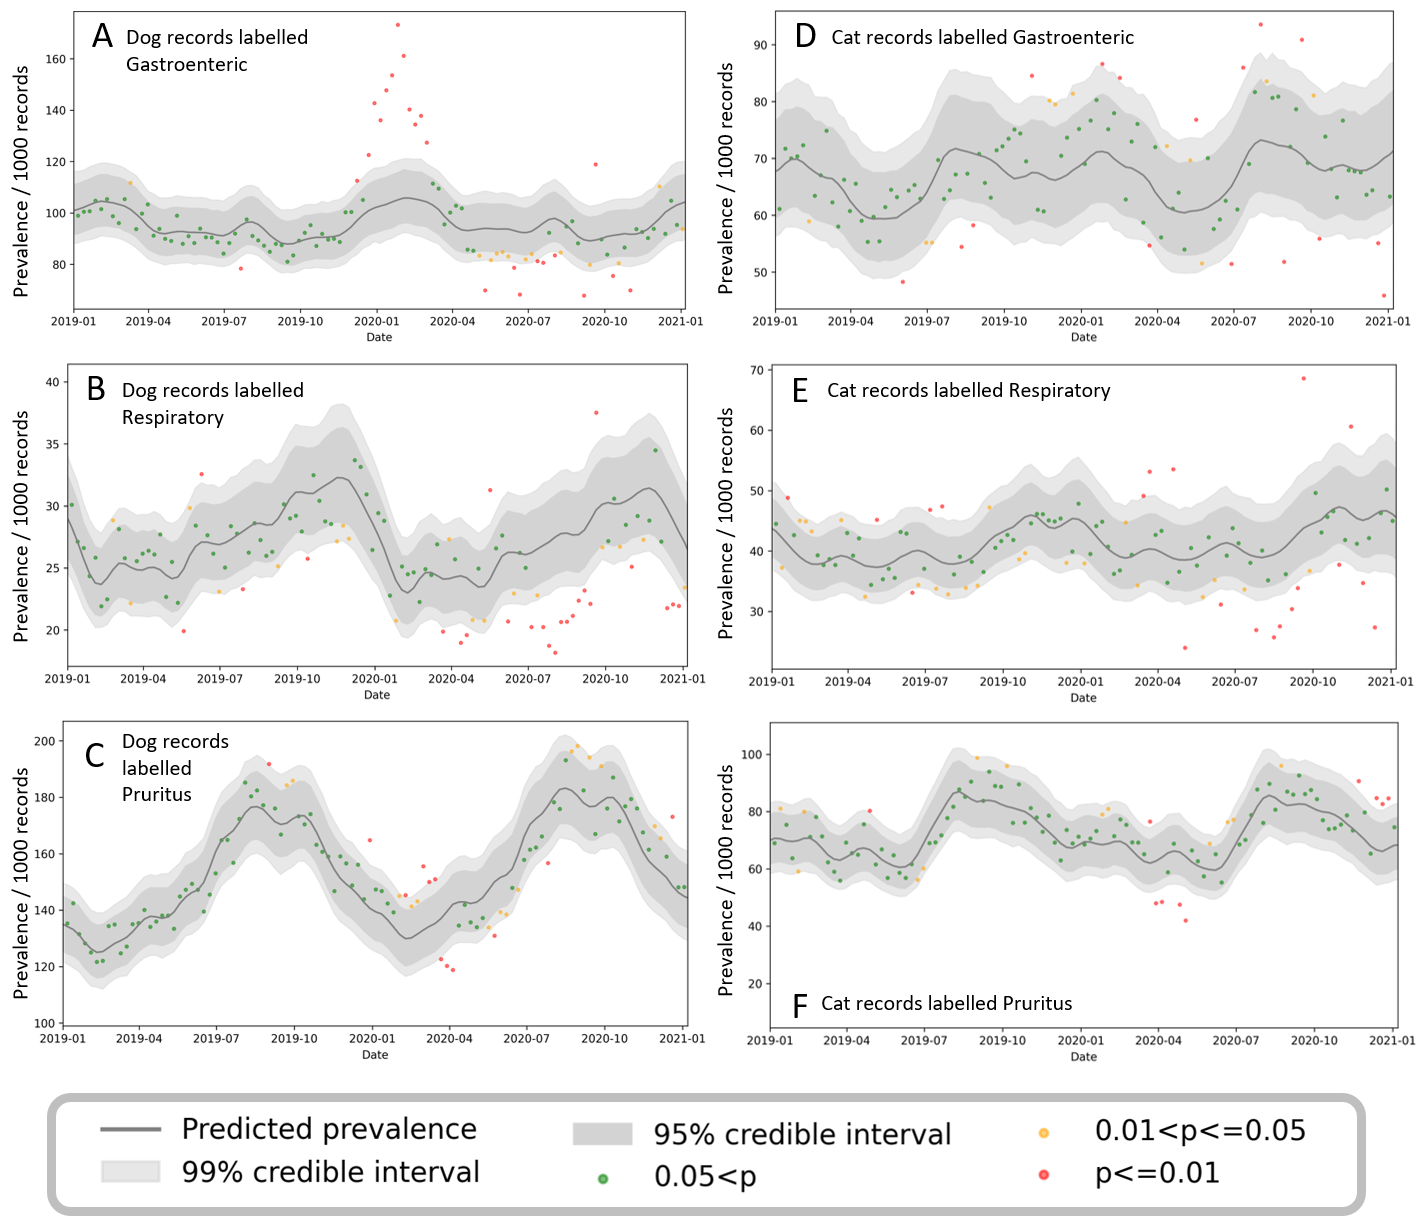 A Dog records labelled
Gastroenteric
Prevalence / 1000 records
160
140
120
100
80
2019-01 2019-04 2019-07 2019-10 2020-01 2020-04 2020-07 2020-10 2021-01
Date
D Cat records labelled Gastroenteric
Prevalence / 1000 records
90
80
70
60
50
2019-01 2019-04 2019-07 2019-10 2020-01 2020-04 2020-07 2020-10 2021-01
Date
B Dog records labelled
Respiratory
Prevalence / 1000 records
40
35
30
25
20
2019-01 2019-04 2019-07 2019-10 2020-01 2020-04 2020-07 2020-10 2021-01
Date
E Cat records labelled Respiratory
Prevalence / 1000 records
70
60
50
40
30
2019-01 2019-04 2019-07 2019-10 2020-01 2020-04 2020-07 2020-10 2021-01
Date
C Dog records
labelled
Pruritus
Prevalence / 1000 records
200
180
160
140
120
100
2019-01 2019-04 2019-07 2019-10 2020-01 2020-04 2020-07 2020-10 2021-01
Date
Prevalence / 1000 records
100
80
60
40
20
F Cat records labelled Pruritus
2019-01 2019-04 2019-07 2019-10 2020-01 2020-04 2020-07 2020-10 2021-01
Date
Predicted prevalence
99% credible interval
95% credible interval
0.05<p
0.01<p<=0.05
p<=0.01